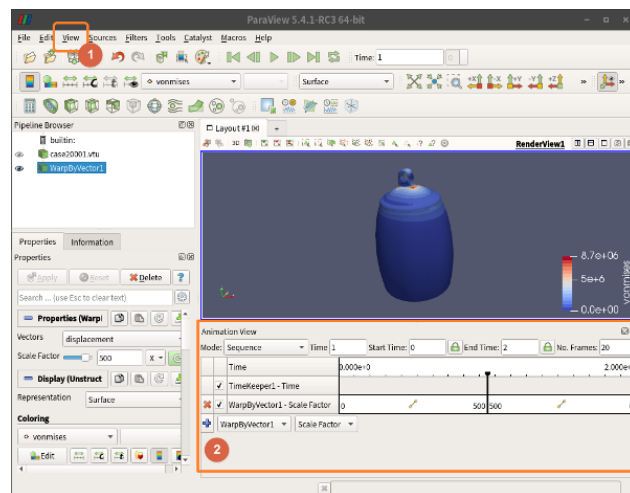 ParaView 5.4.1-RC3 64-bit
File Edit View Sources Filters Tools Catalyst Macros Help
1
Time: 1 0
vonmises Surface +X -X +Y -Y +Z »
Pipeline Browser
Layout #1
+
builtin:
3D
RenderView1
case20001.vtu
WarpByVector1
Properties Information
Properties
Apply Reset Delete ?
Search ... (use Esc to clear text)
Properties (Warpl
Vectors displacement
Scale Factor 500 X
Display (Unstruct
Representation Surface
Coloring
vonmises
Edit
8.7e+06
5e+6
0.0e+00
vonmises
Animation View
Mode: Sequence Time 1 Start Time: 0 End Time: 2 No. Frames: 20
Time 0.000e+0 2.000e+
TimeKeeper1 - Time
WarpByVector1 - Scale Factor 0 500 500
WarpByVector1 Scale Factor
2